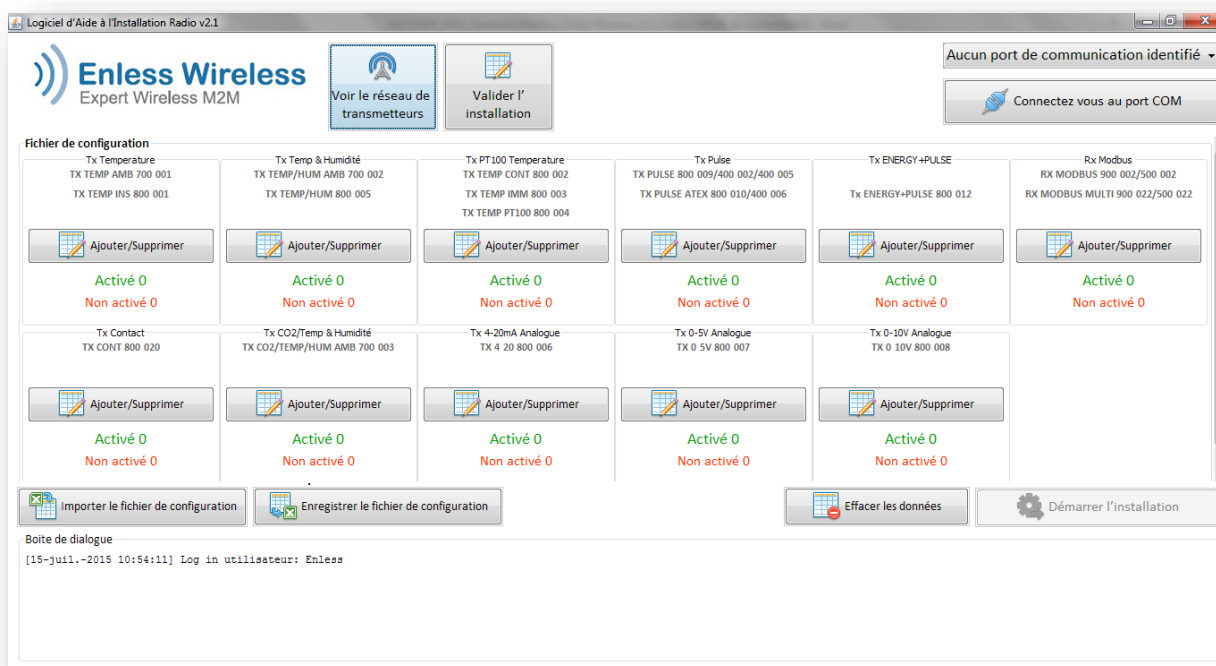 Logiciel d'Aide à l'Installation Radio v2.1
Enless Wireless
Expert Wireless M2M
Voir le réseau de
transmetteurs
Valider l'
installation
Aucun port de communication identifié
Connectez vous au port COM
Fichier de configuration
Tx Temperature
TX TEMP AMB 700 001
TX TEMP INS 800 001
Ajouter/Supprimer
Activé 0
Non activé 0
Tx Temp & Humidité
TX TEMP/HUM AMB 700 002
TX TEMP/HUM 800 005
Ajouter/Supprimer
Activé 0
Non activé 0
Tx PT100 Temperature
TX TEMP CONT 800 002
TX TEMP IMM 800 003
TX TEMP PT100 800 004
Ajouter/Supprimer
Activé 0
Non activé 0
Tx Pulse
TX PULSE 800 009/400 002/400 005
TX PULSE ATEX 800 010/400 006
Ajouter/Supprimer
Activé 0
Non activé 0
Tx ENERGY+PULSE
Tx ENERGY+PULSE 800 012
Ajouter/Supprimer
Activé 0
Non activé 0
Rx Modbus
RX MODBUS 900 002/500 002
RX MODBUS MULTI 900 022/500 022
Ajouter/Supprimer
Activé 0
Non activé 0
Tx Contact
TX CONT 800 020
Ajouter/Supprimer
Activé 0
Non activé 0
Tx CO2/Temp & Humidité
TX CO2/TEMP/HUM AMB 700 003
Ajouter/Supprimer
Activé 0
Non activé 0
Tx 4-20mA Analogue
TX 4 20 800 006
Ajouter/Supprimer
Activé 0
Non activé 0
Tx 0-5V Analogue
TX 0 5V 800 007
Ajouter/Supprimer
Activé 0
Non activé 0
Tx 0-10V Analogue
TX 0 10V 800 008
Ajouter/Supprimer
Activé 0
Non activé 0
Importer le fichier de configuration
Enregistrer le fichier de configuration
Effacer les données
Démarrer l'installation
Boite de dialogue
[15-juil.-2015 10:54:11] Log in utilisateur: Enless